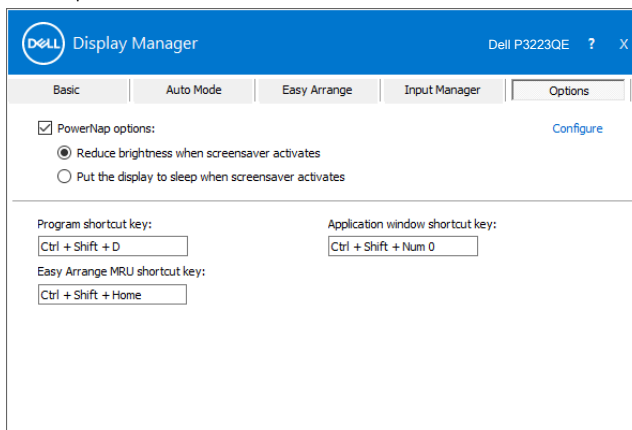 DELL Display Manager Dell P3223QE ? X
Basic Auto Mode Easy Arrange Input Manager Options
PowerNap options: Configure
Reduce brightness when screensaver activates
Put the display to sleep when screensaver activates
Program shortcut key: Application window shortcut key:
Ctrl + Shift + D Ctrl + Shift + Num 0
Easy Arrange MRU shortcut key:
Ctrl + Shift + Home